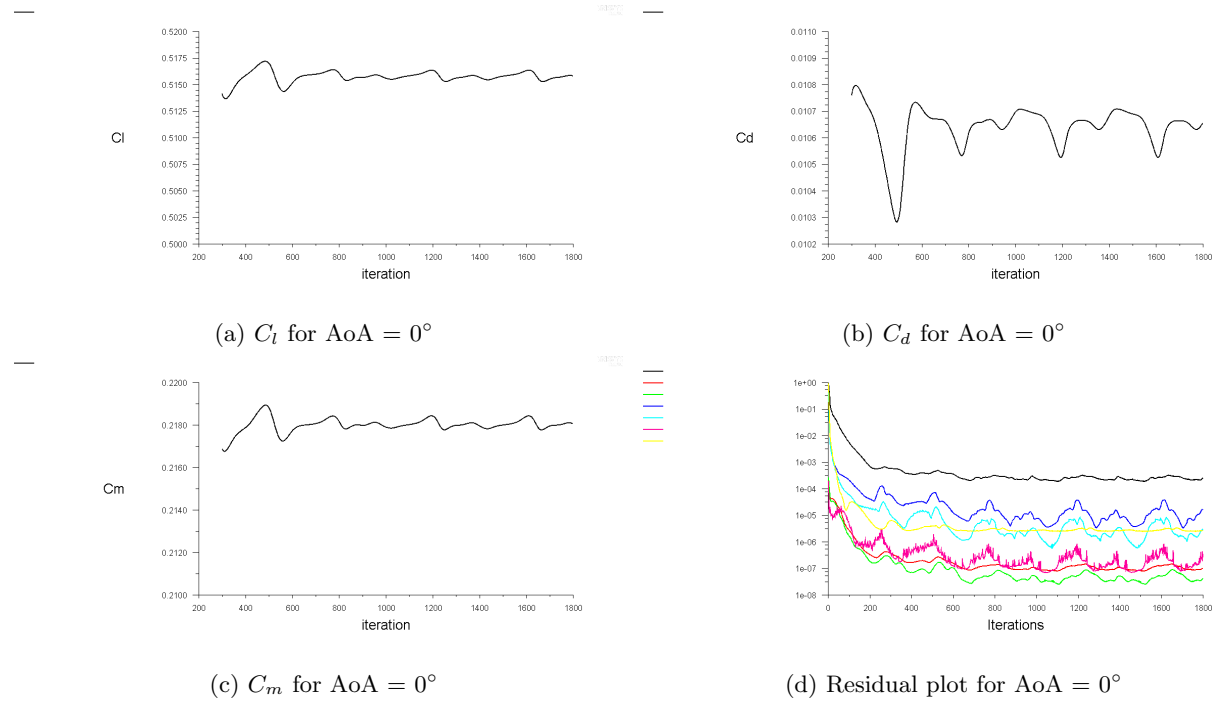 0.5200
0.5175
0.5150
0.5125
0.5100
0.5075
0.5050
0.5025
0.5000
Cl
200 400 600 800 1000 1200 1400 1600 1800
iteration
(a) C_l for AoA = 0°
0.0110
0.0109
0.0108
0.0107
0.0106
0.0105
0.0104
0.0103
0.0102
Cd
200 400 600 800 1000 1200 1400 1600 1800
iteration
(b) C_d for AoA = 0°
0.2200
0.2180
0.2160
0.2140
0.2120
0.2100
Cm
200 400 600 800 1000 1200 1400 1600 1800
iteration
(c) C_m for AoA = 0°
1e+00
1e-01
1e-02
1e-03
1e-04
1e-05
1e-06
1e-07
1e-08
0 200 400 600 800 1000 1200 1400 1600 1800
Iterations
(d) Residual plot for AoA = 0°